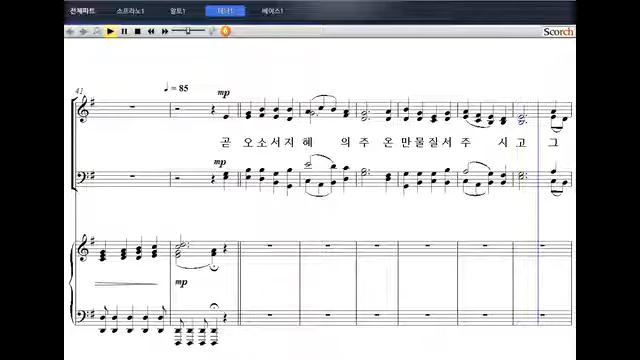 전체파트 소프라노1 알토1 테너1 베이스1
Scorch
41 ♩ = 85 mp
곧 오 소 서 지 혜 의 주 온 만 물 질 서 주 시 고 그
mp
mp